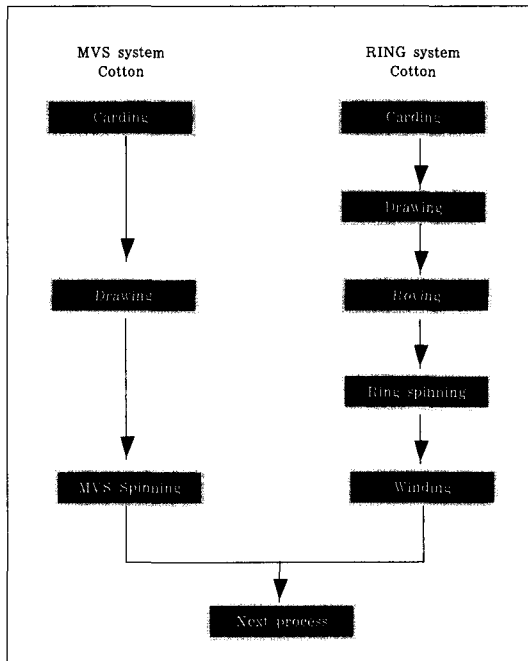 MVS system
Cotton
Carding
Drawing
MVS Spinning
RING system
Cotton
Carding
Drawing
Roving
Ring spinning
Winding
Next process